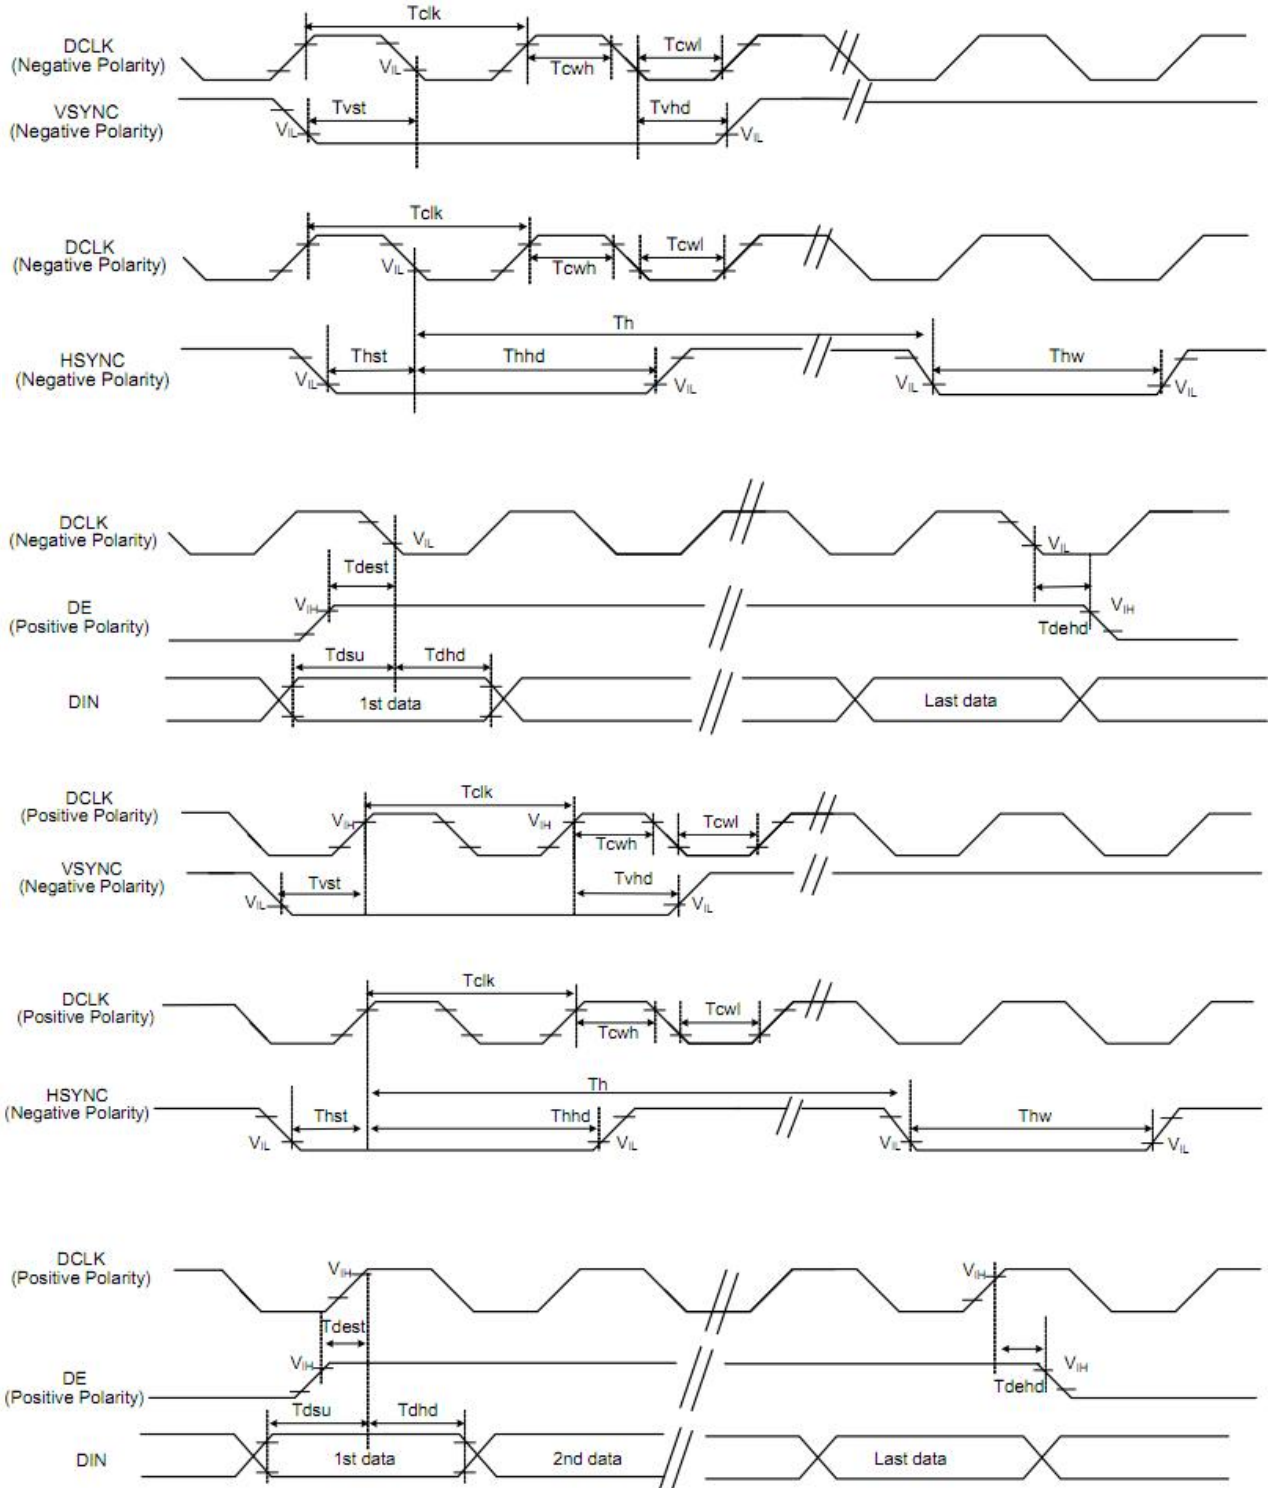 Tclk
DCLK
(Negative Polarity)
VIL
Tcwh
Tcwl
VSYNC
(Negative Polarity)
Tvst
Tvhd
VIL
VIL
Tclk
DCLK
(Negative Polarity)
VIL
Tcwh
Tcwl
Th
HSYNC
(Negative Polarity)
Thst
Thhd
Thw
VIL
VIL
VIL
VIL
DCLK
(Negative Polarity)
VIL
VIL
Tdest
DE
(Positive Polarity)
VIH
VIH
Tdehd
Tdsu
Tdhd
DIN
1st data
Last data
Tclk
DCLK
(Positive Polarity)
VIH
VIH
Tcwh
Tcwl
VSYNC
(Negative Polarity)
Tvst
Tvhd
VIL
VIL
Tclk
DCLK
(Positive Polarity)
Tcwh
Tcwl
Th
HSYNC
(Negative Polarity)
Thst
Thhd
Thw
VIL
VIL
VIL
VIL
DCLK
(Positive Polarity)
VIH
VIH
Tdest
DE
(Positive Polarity)
VIH
VIH
Tdehd
Tdsu
Tdhd
DIN
1st data
2nd data
Last data